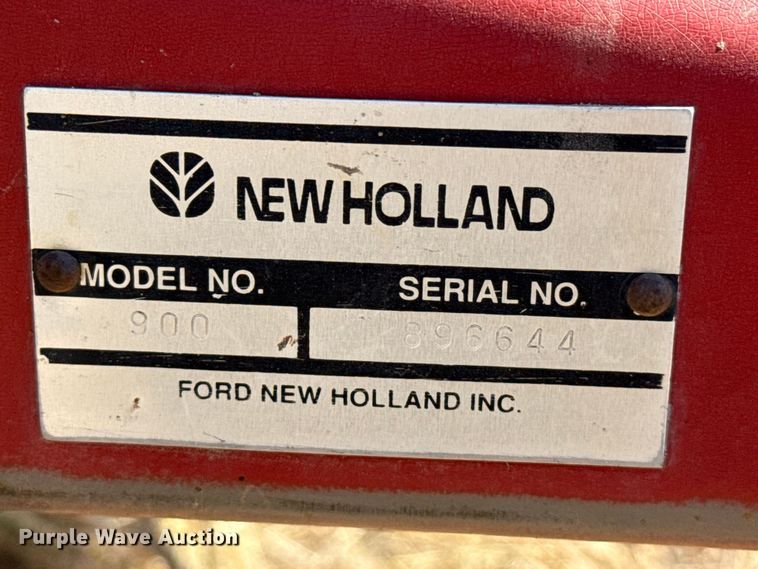 NEW HOLLAND
MODEL NO. SERIAL NO.
900 896644
FORD NEW HOLLAND INC.
Purple Wave Auction